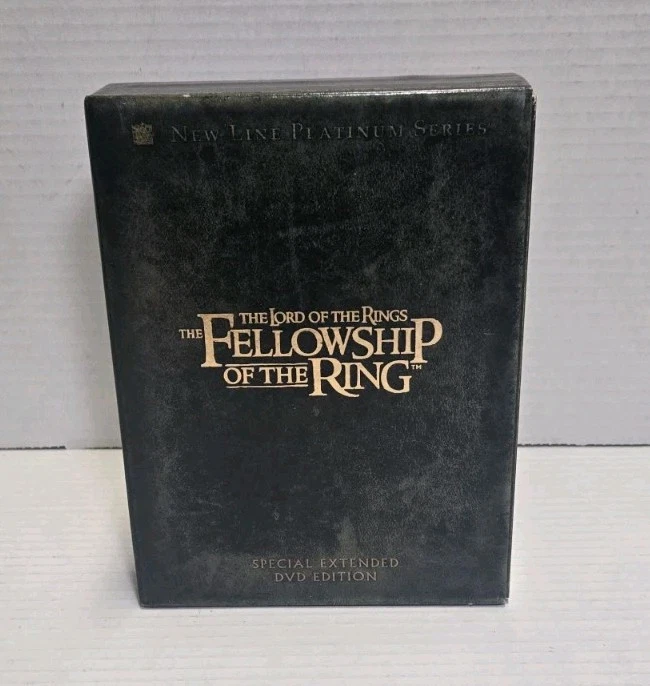 NEW LINE PLATINUM SERIES
THE LORD OF THE RINGS
THE FELLOWSHIP
OF THE RING™
SPECIAL EXTENDED
DVD EDITION